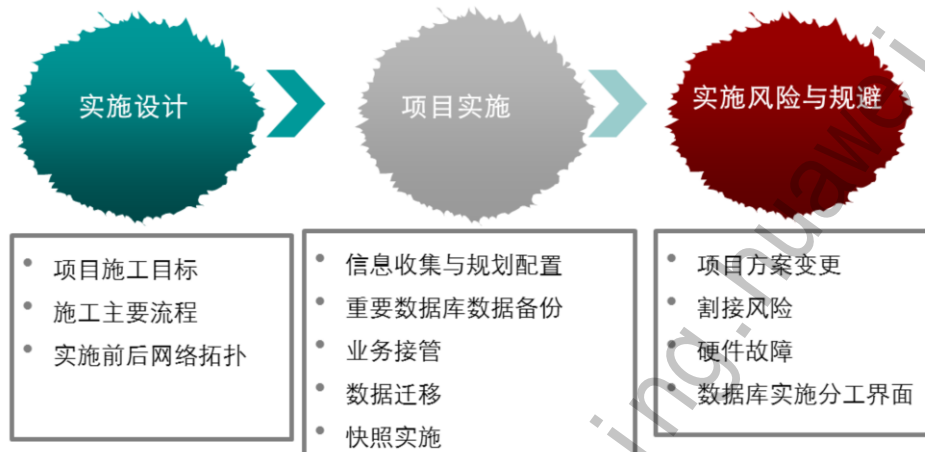 实施设计
项目实施
实施风险与规避
项目施工目标
施工主要流程
实施前后网络拓扑
信息收集与规划配置
重要数据库数据备份
业务接管
数据迁移
快照实施
项目方案变更
割接风险
硬件故障
数据库实施分工界面
ing.huawei